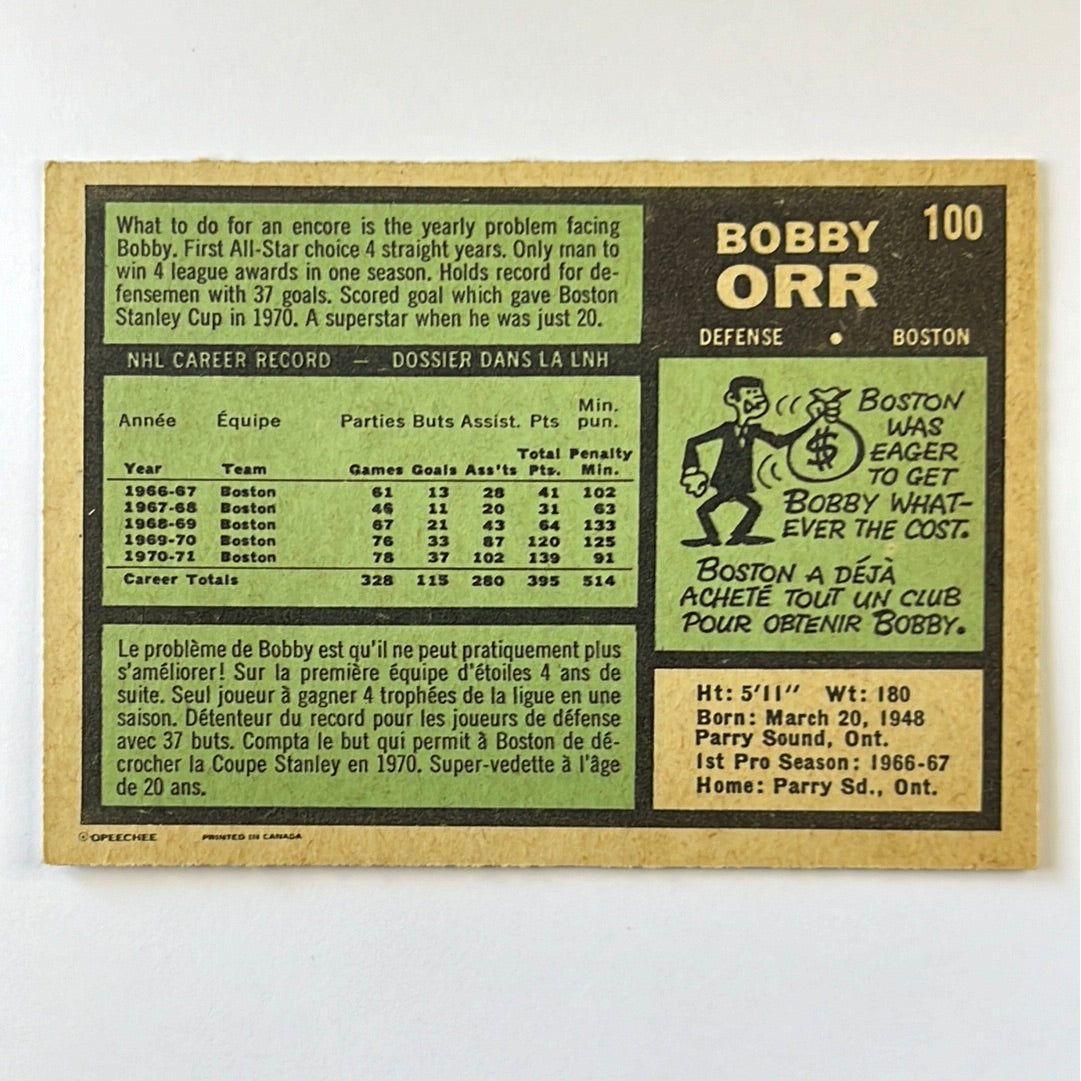 What to do for an encore is the yearly problem facing
Bobby. First All-Star choice 4 straight years. Only man to
win 4 league awards in one season. Holds record for de-
fensemen with 37 goals. Scored goal which gave Boston
Stanley Cup in 1970. A superstar when he was just 20.
BOBBY 100
ORR
DEFENSE • BOSTON
NHL CAREER RECORD — DOSSIER DANS LA LNH
Année Équipe Parties Buts Assist. Pts Min. pun.
Year Team Games Goals Ass'ts Total Pts. Penalty Min.
1966-67 Boston 61 13 28 41 102
1967-68 Boston 46 11 20 31 63
1968-69 Boston 67 21 43 64 133
1969-70 Boston 76 33 87 120 125
1970-71 Boston 78 37 102 139 91
Career Totals 328 115 280 395 514
$
BOSTON
WAS
EAGER
TO GET
BOBBY WHAT-
EVER THE COST.
BOSTON A DÉJÀ
ACHETÉ TOUT UN CLUB
POUR OBTENIR BOBBY.
Le problème de Bobby est qu'il ne peut pratiquement plus
s'améliorer! Sur la première équipe d'étoiles 4 ans de
suite. Seul joueur à gagner 4 trophées de la ligue en une
saison. Détenteur du record pour les joueurs de défense
avec 37 buts. Compta le but qui permit à Boston de dé-
crocher la Coupe Stanley en 1970. Super-vedette à l'âge
de 20 ans.
Ht: 5'11" Wt: 180
Born: March 20, 1948
Parry Sound, Ont.
1st Pro Season: 1966-67
Home: Parry Sd., Ont.
© OPEECHEE PRINTED IN CANADA